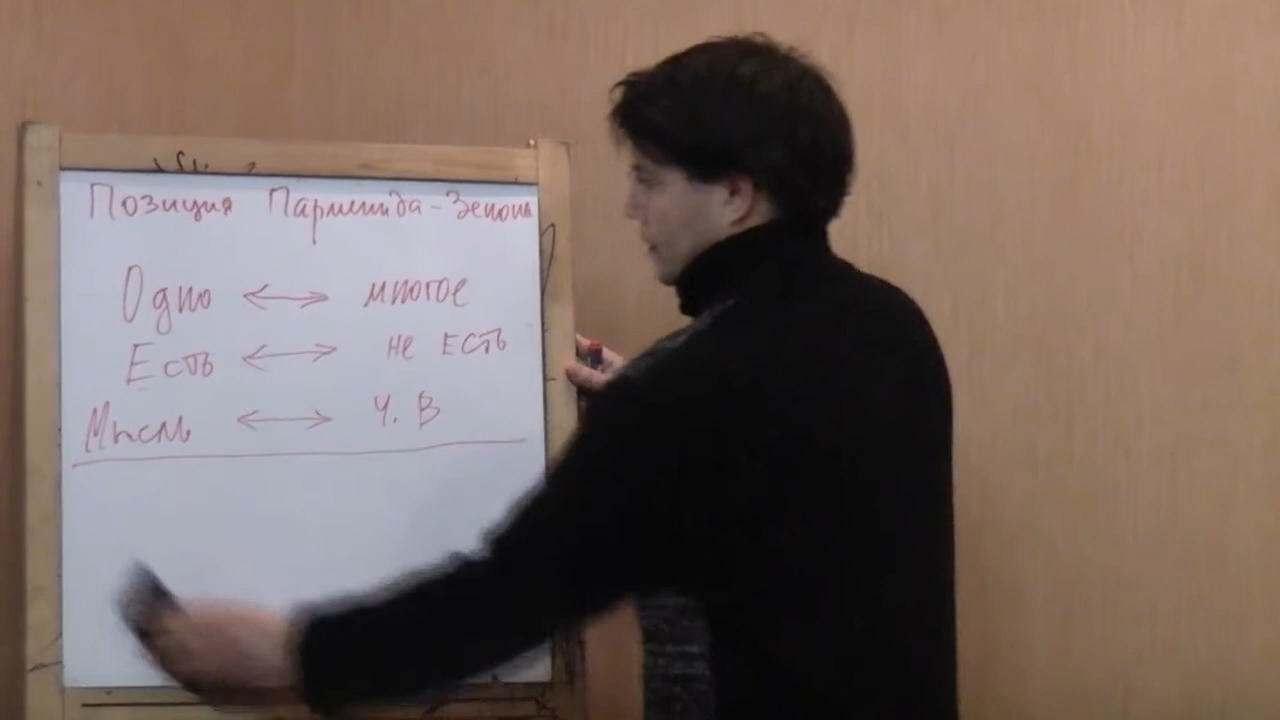 Позиция Парменида - Зенона
Одно ↔ многое
Есть ↔ не есть
Мысль ↔ Ч. В